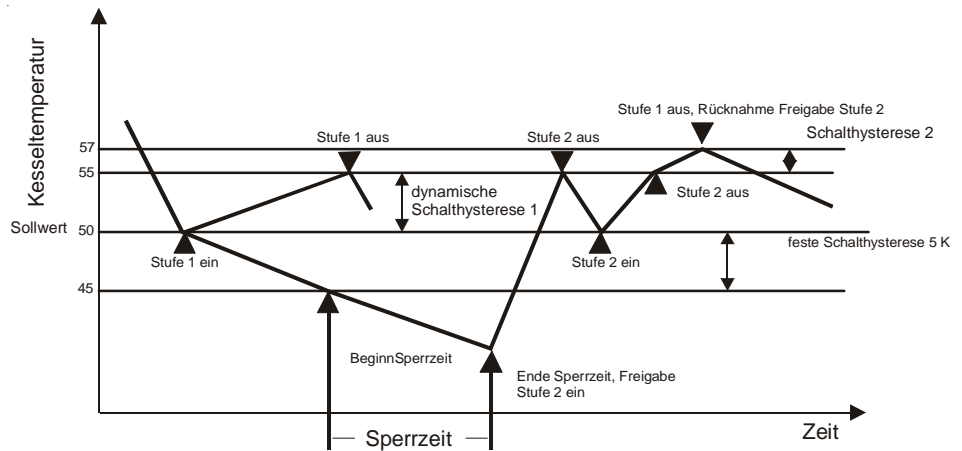 Kesseltemperatur
Stufe 1 aus, Rücknahme Freigabe Stufe 2
Stufe 1 aus
Stufe 2 aus
Schalthysterese 2
57
55
dynamische
Schalthysterese 1
Stufe 2 aus
Sollwert
50
feste Schalthysterese 5 K
Stufe 1 ein
Stufe 2 ein
45
BeginnSperrzeit
Ende Sperrzeit, Freigabe
Stufe 2 ein
Sperrzeit
Zeit